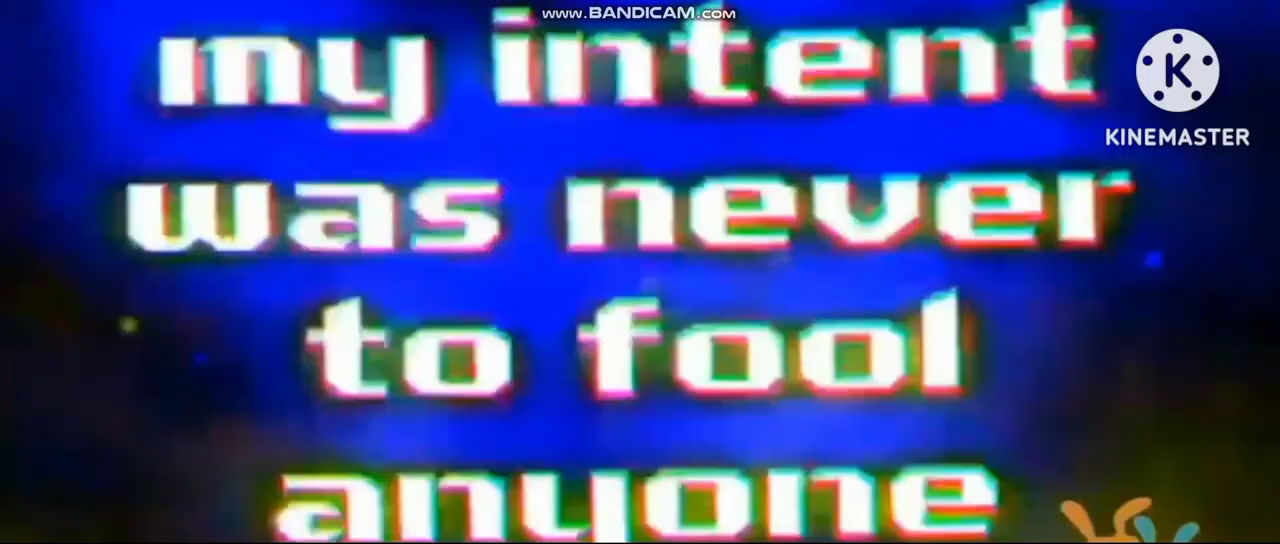 www.BANDICAM.com
my intent
K
KINEMASTER
was never
to fool
anyone